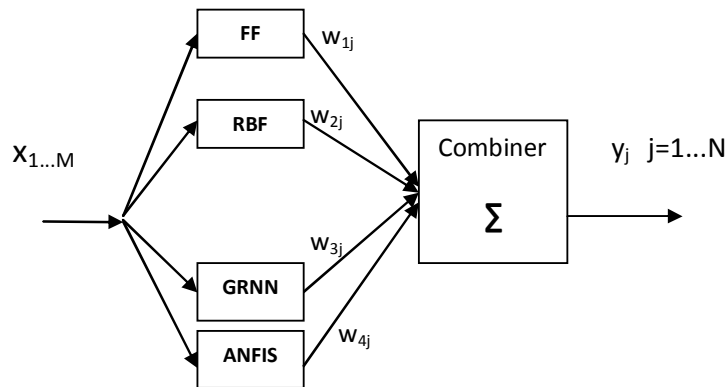 FF
w1j
RBF
w2j
x1...M
Combiner
Σ
yj j=1...N
w3j
GRNN
ANFIS
w4j